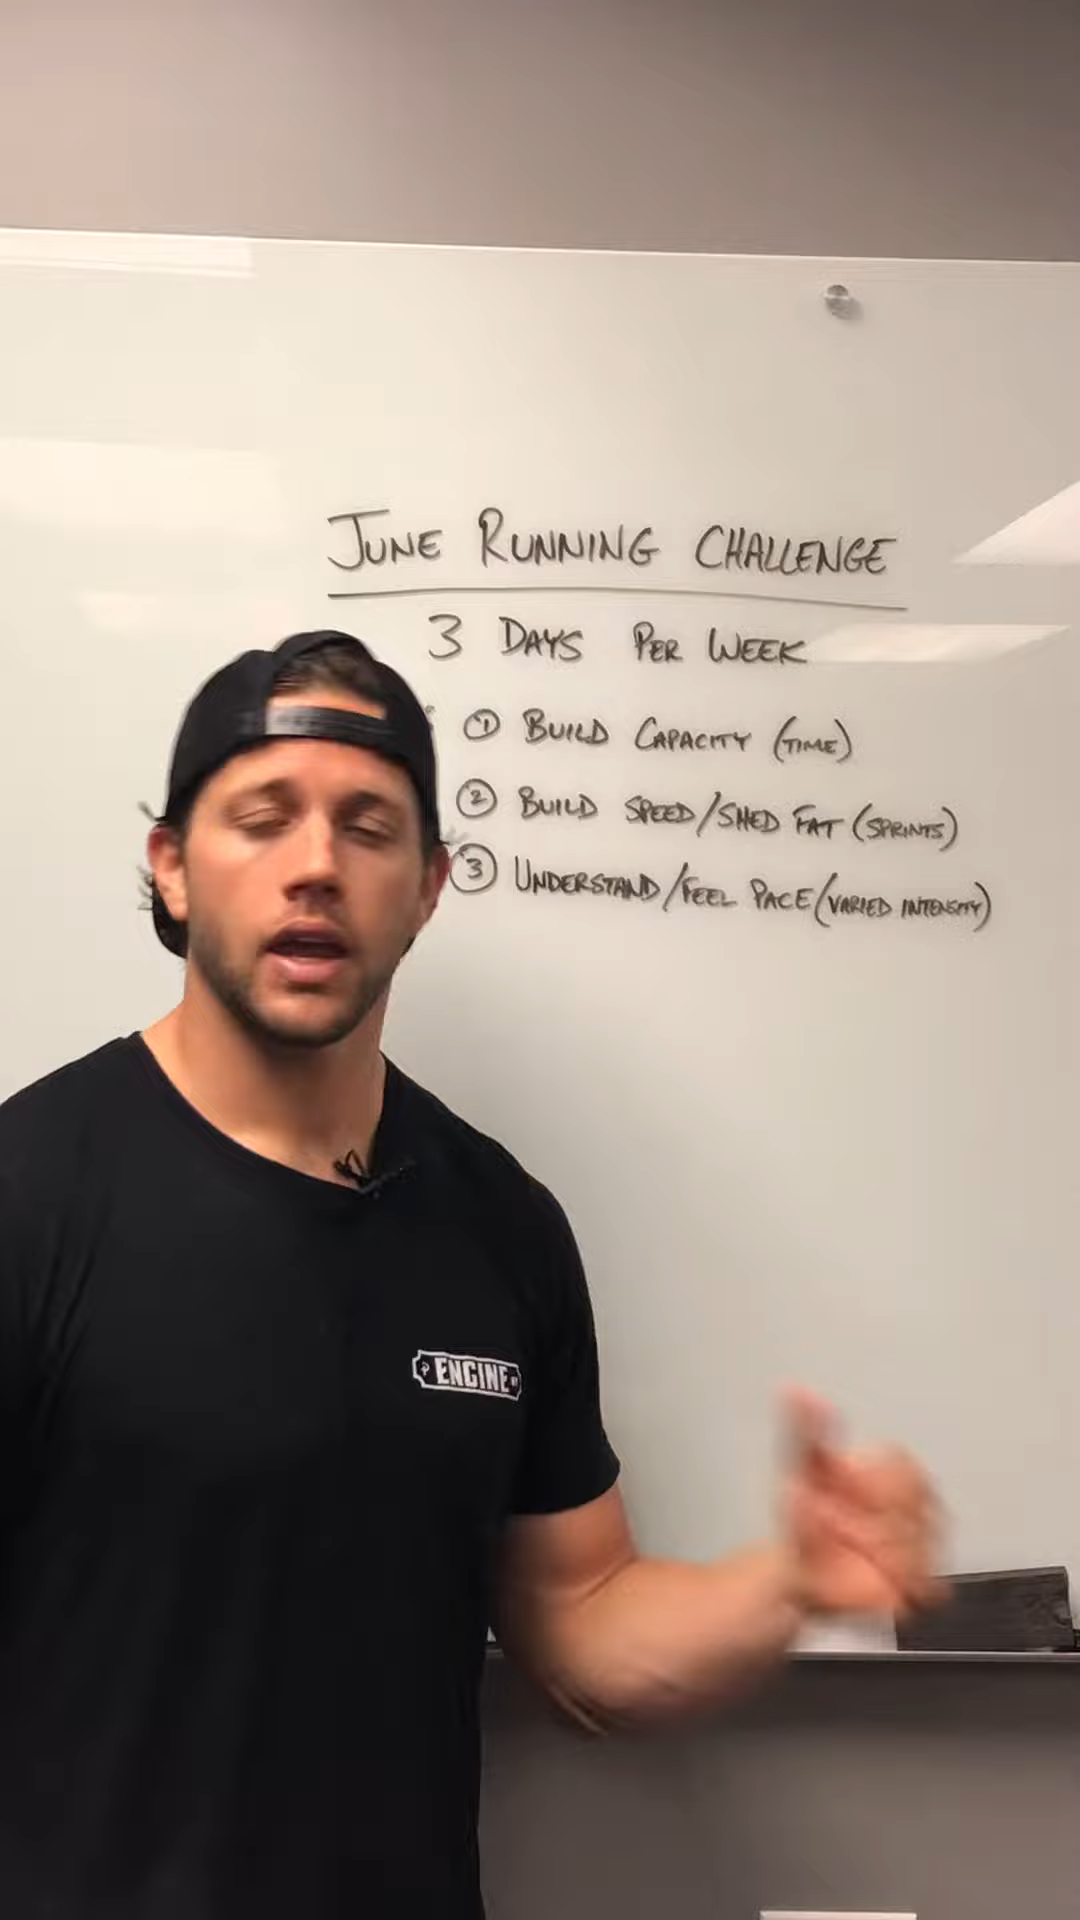 JUNE RUNNING CHALLENGE
3 DAYS PER WEEK
① BUILD CAPACITY (TIME)
② BUILD SPEED/SHED FAT (SPRINTS)
③ UNDERSTAND/FEEL PACE (VARIED INTENSITY)
ENGINE